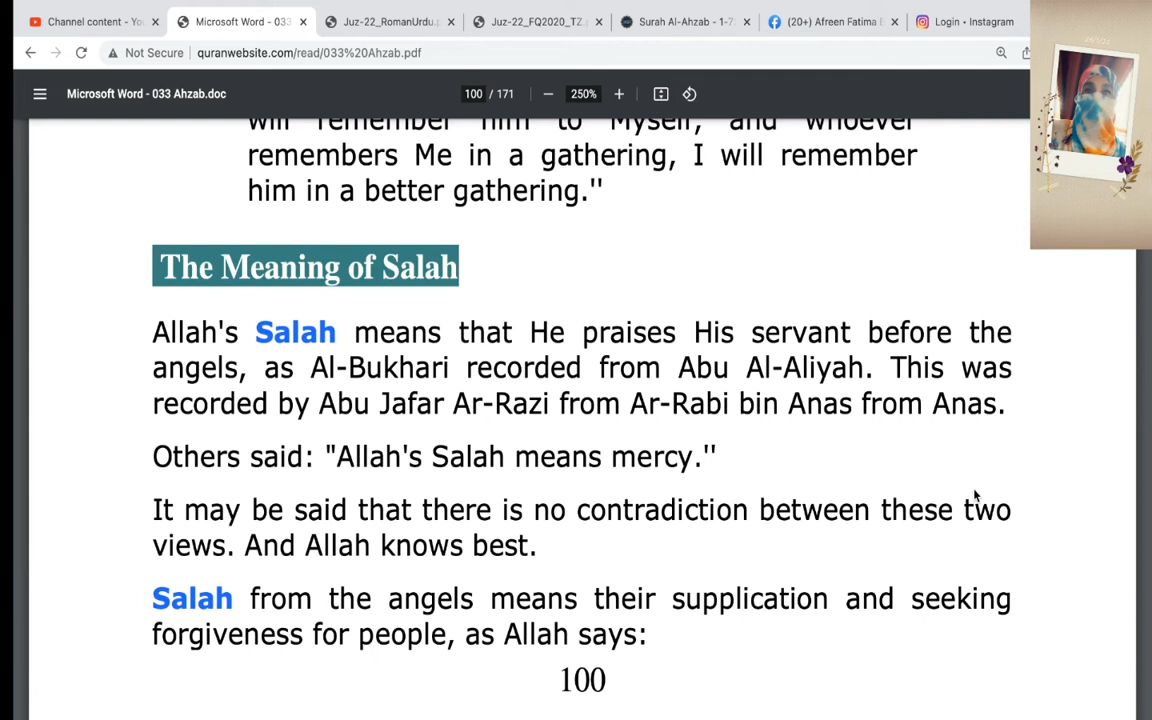 Channel content - Yo
Microsoft Word - 033
Juz-22_RomanUrdu.p
Juz-22_FQ2020_TZ.
Surah Al-Ahzab - 1-7
(20+) Afreen Fatima
Login • Instagram
Not Secure quranwebsite.com/read/033%20Ahzab.pdf
Microsoft Word - 033 Ahzab.doc 100 / 171 250%
will remember him to Myself, and whoever
remembers Me in a gathering, I will remember
him in a better gathering."
The Meaning of Salah
Allah's Salah means that He praises His servant before the
angels, as Al-Bukhari recorded from Abu Al-Aliyah. This was
recorded by Abu Jafar Ar-Razi from Ar-Rabi bin Anas from Anas.
Others said: "Allah's Salah means mercy."
It may be said that there is no contradiction between these two
views. And Allah knows best.
Salah from the angels means their supplication and seeking
forgiveness for people, as Allah says:
100